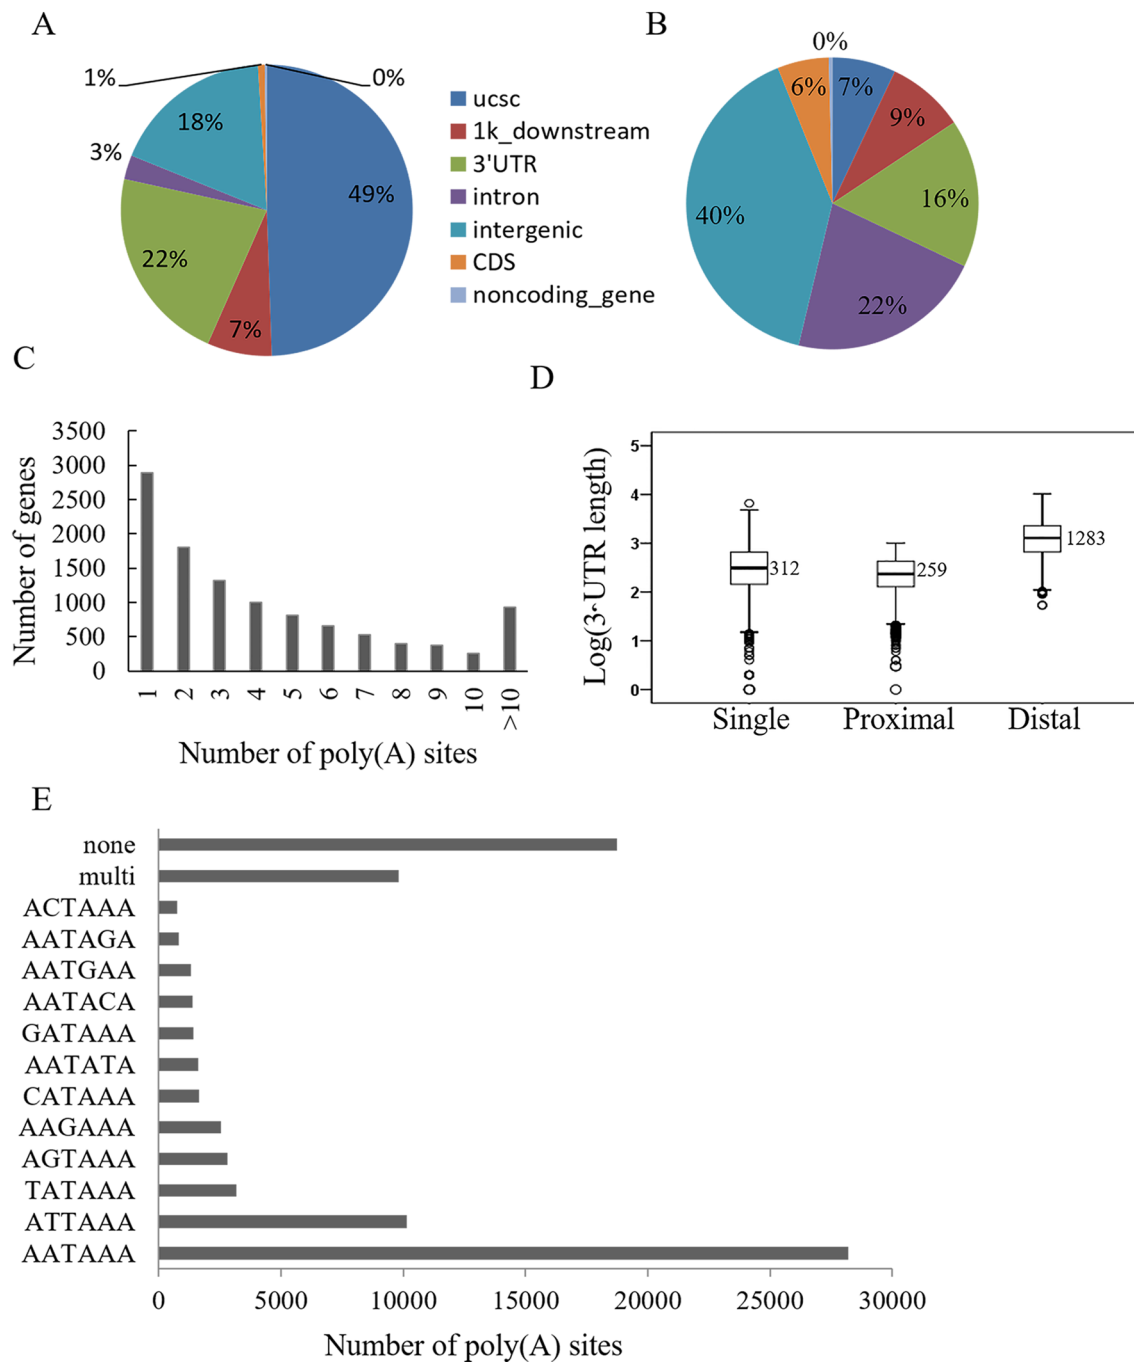 A
1%
0%
18%
3%
49%
22%
7%
ucsc
1k_downstream
3'UTR
intron
intergenic
CDS
noncoding_gene
B
0%
6%
7%
9%
16%
40%
22%
C
Number of genes
3500
3000
2500
2000
1500
1000
500
0
1
2
3
4
5
6
7
8
9
10
>10
Number of poly(A) sites
D
Log(3'UTR length)
5
4
3
2
1
0
312
259
1283
Single
Proximal
Distal
E
none
multi
ACTAAA
AATAGA
AATGAA
AATACA
GATAAA
AATATA
CATAAA
AAGAAA
AGTAAA
TATAAA
ATTAAA
AATAAA
0
5000
10000
15000
20000
25000
30000
Number of poly(A) sites